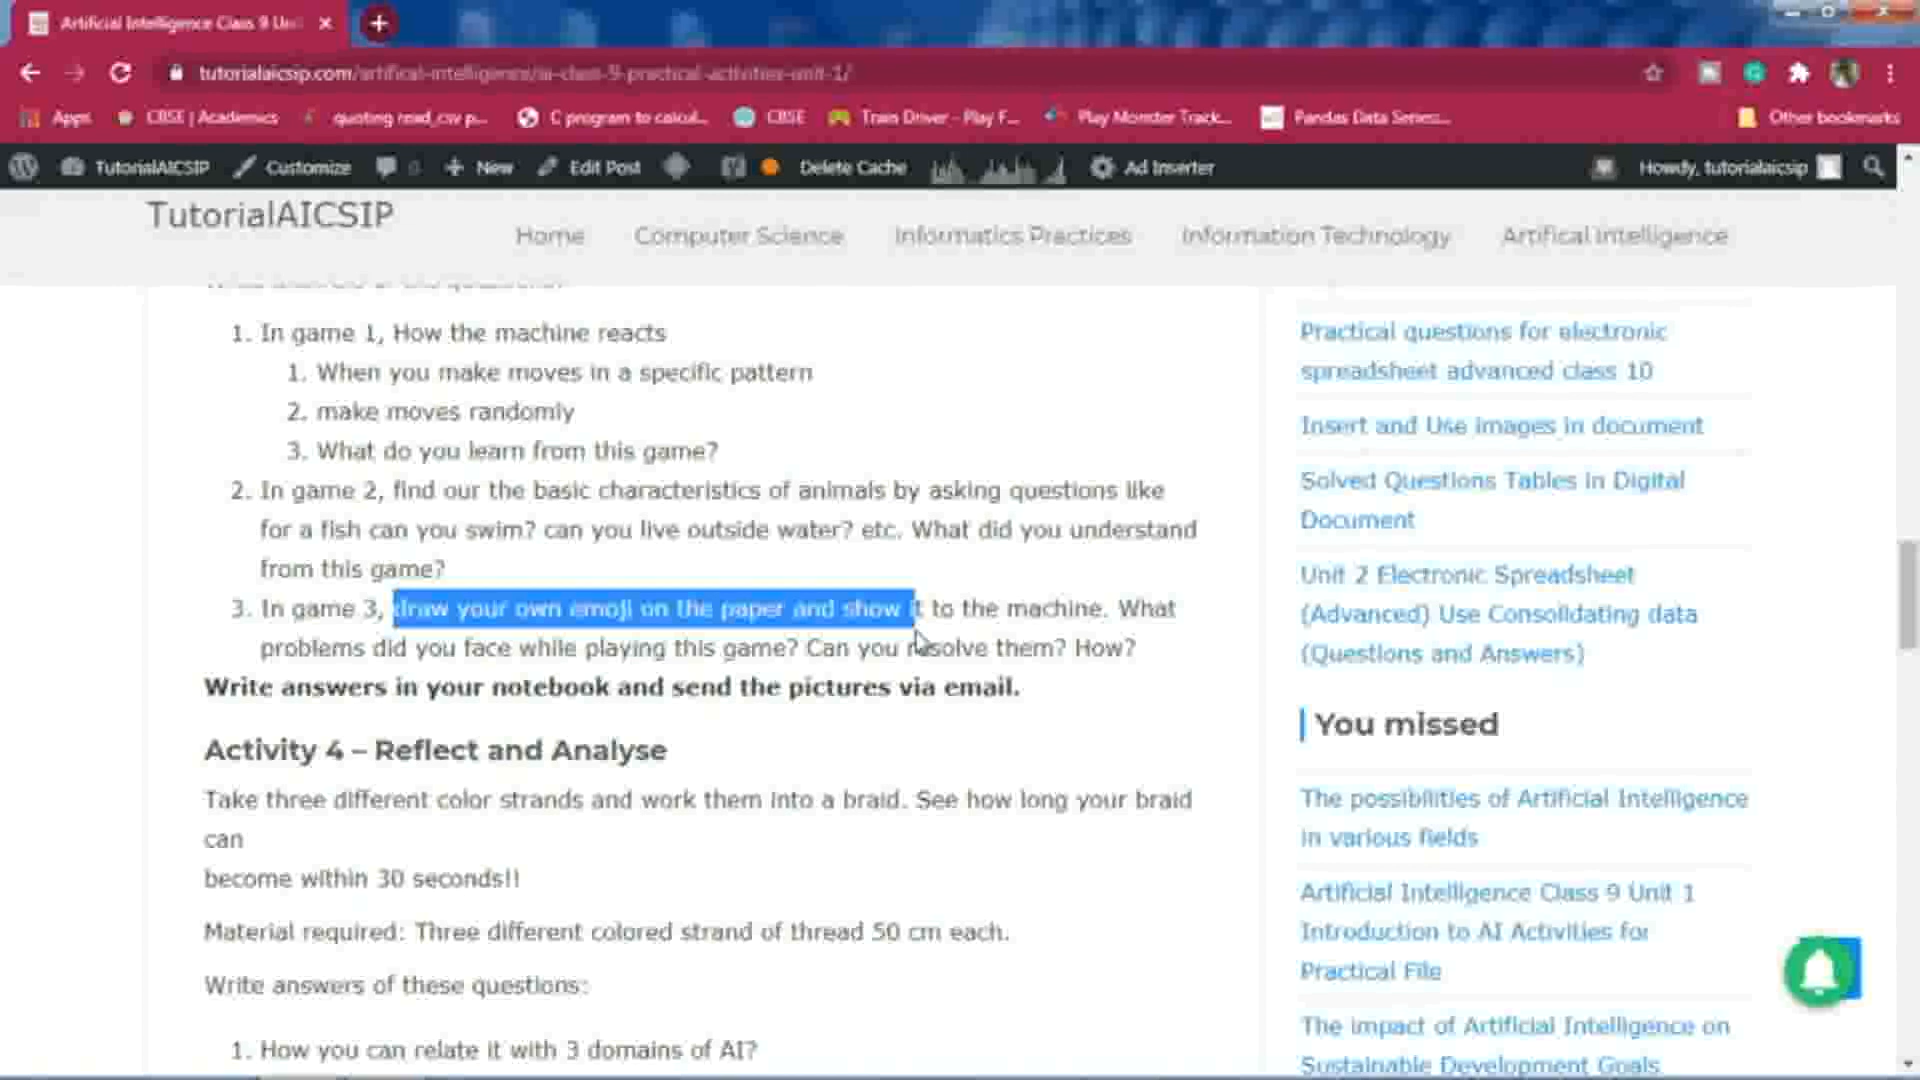 Artificial Intelligence Class 9 Uni
tutorialaicsip.com/artifical-intelligence/ai-class-9-practical-activities-unit-1/
Apps
CBSE | Academics
quoting read_csv p...
C program to calcul...
CBSE
Train Driver - Play F...
Play Monster Track...
Pandas Data Series:...
Other bookmarks
TutorialAICSIP
Customize
0
New
Edit Post
Delete Cache
Ad Inserter
Howdy, tutorialaicsip
TutorialAICSIP
Home
Computer Science
Informatics Practices
Information Technology
Artifical Intelligence
1. In game 1, How the machine reacts
1. When you make moves in a specific pattern
2. make moves randomly
3. What do you learn from this game?
2. In game 2, find our the basic characteristics of animals by asking questions like
for a fish can you swim? can you live outside water? etc. What did you understand
from this game?
3. In game 3, draw your own emoji on the paper and show it to the machine. What
problems did you face while playing this game? Can you resolve them? How?
Write answers in your notebook and send the pictures via email.
Activity 4 – Reflect and Analyse
Take three different color strands and work them into a braid. See how long your braid
can
become within 30 seconds!!
Material required: Three different colored strand of thread 50 cm each.
Write answers of these questions:
1. How you can relate it with 3 domains of AI?
Practical questions for electronic
spreadsheet advanced class 10
Insert and Use images in document
Solved Questions Tables in Digital
Document
Unit 2 Electronic Spreadsheet
(Advanced) Use Consolidating data
(Questions and Answers)
You missed
The possibilities of Artificial Intelligence
in various fields
Artificial Intelligence Class 9 Unit 1
Introduction to AI Activities for
Practical File
The impact of Artificial Intelligence on
Sustainable Development Goals